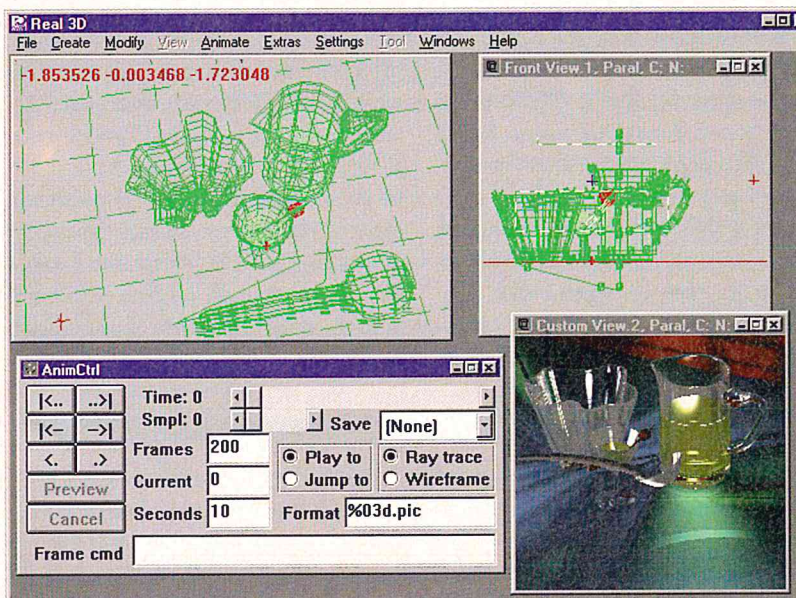 Real 3D
File Create Modify View Animate Extras Settings Tool Windows Help
-1.853526 -0.003468 -1.723048
Front View.1, Paral, C: N:
Custom View.2, Paral, C: N:
AnimCtrl
|<.. ..>|
|<- ->|
<. .>
Preview
Cancel
Time: 0
Smpl: 0
Save (None)
Frames 200
Current 0
Seconds 10
Play to
Jump to
Ray trace
Wireframe
Format %03d.pic
Frame cmd